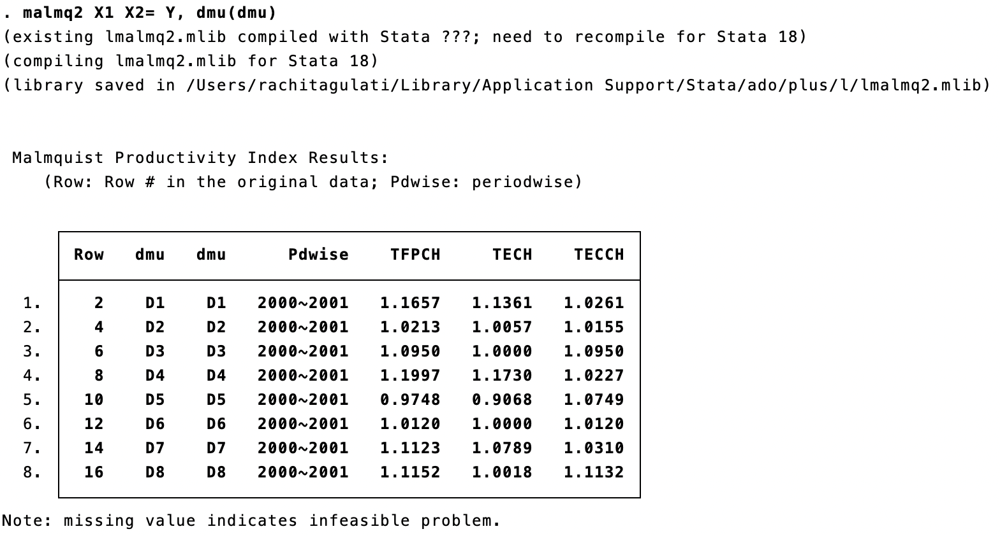 . malmq2 X1 X2= Y, dmu(dmu)
(existing lmalmq2.mlib compiled with Stata ???; need to recompile for Stata 18)
(compiling lmalmq2.mlib for Stata 18)
(library saved in /Users/rachitagulati/Library/Application Support/Stata/ado/plus/l/lmalmq2.mlib)
Malmquist Productivity Index Results:
(Row: Row # in the original data; Pdwise: periodwise)
Row dmu dmu Pdwise TFPCH TECH TECCH
1. 2 D1 D1 2000~2001 1.1657 1.1361 1.0261
2. 4 D2 D2 2000~2001 1.0213 1.0057 1.0155
3. 6 D3 D3 2000~2001 1.0950 1.0000 1.0950
4. 8 D4 D4 2000~2001 1.1997 1.1730 1.0227
5. 10 D5 D5 2000~2001 0.9748 0.9068 1.0749
6. 12 D6 D6 2000~2001 1.0120 1.0000 1.0120
7. 14 D7 D7 2000~2001 1.1123 1.0789 1.0310
8. 16 D8 D8 2000~2001 1.1152 1.0018 1.1132
Note: missing value indicates infeasible problem.